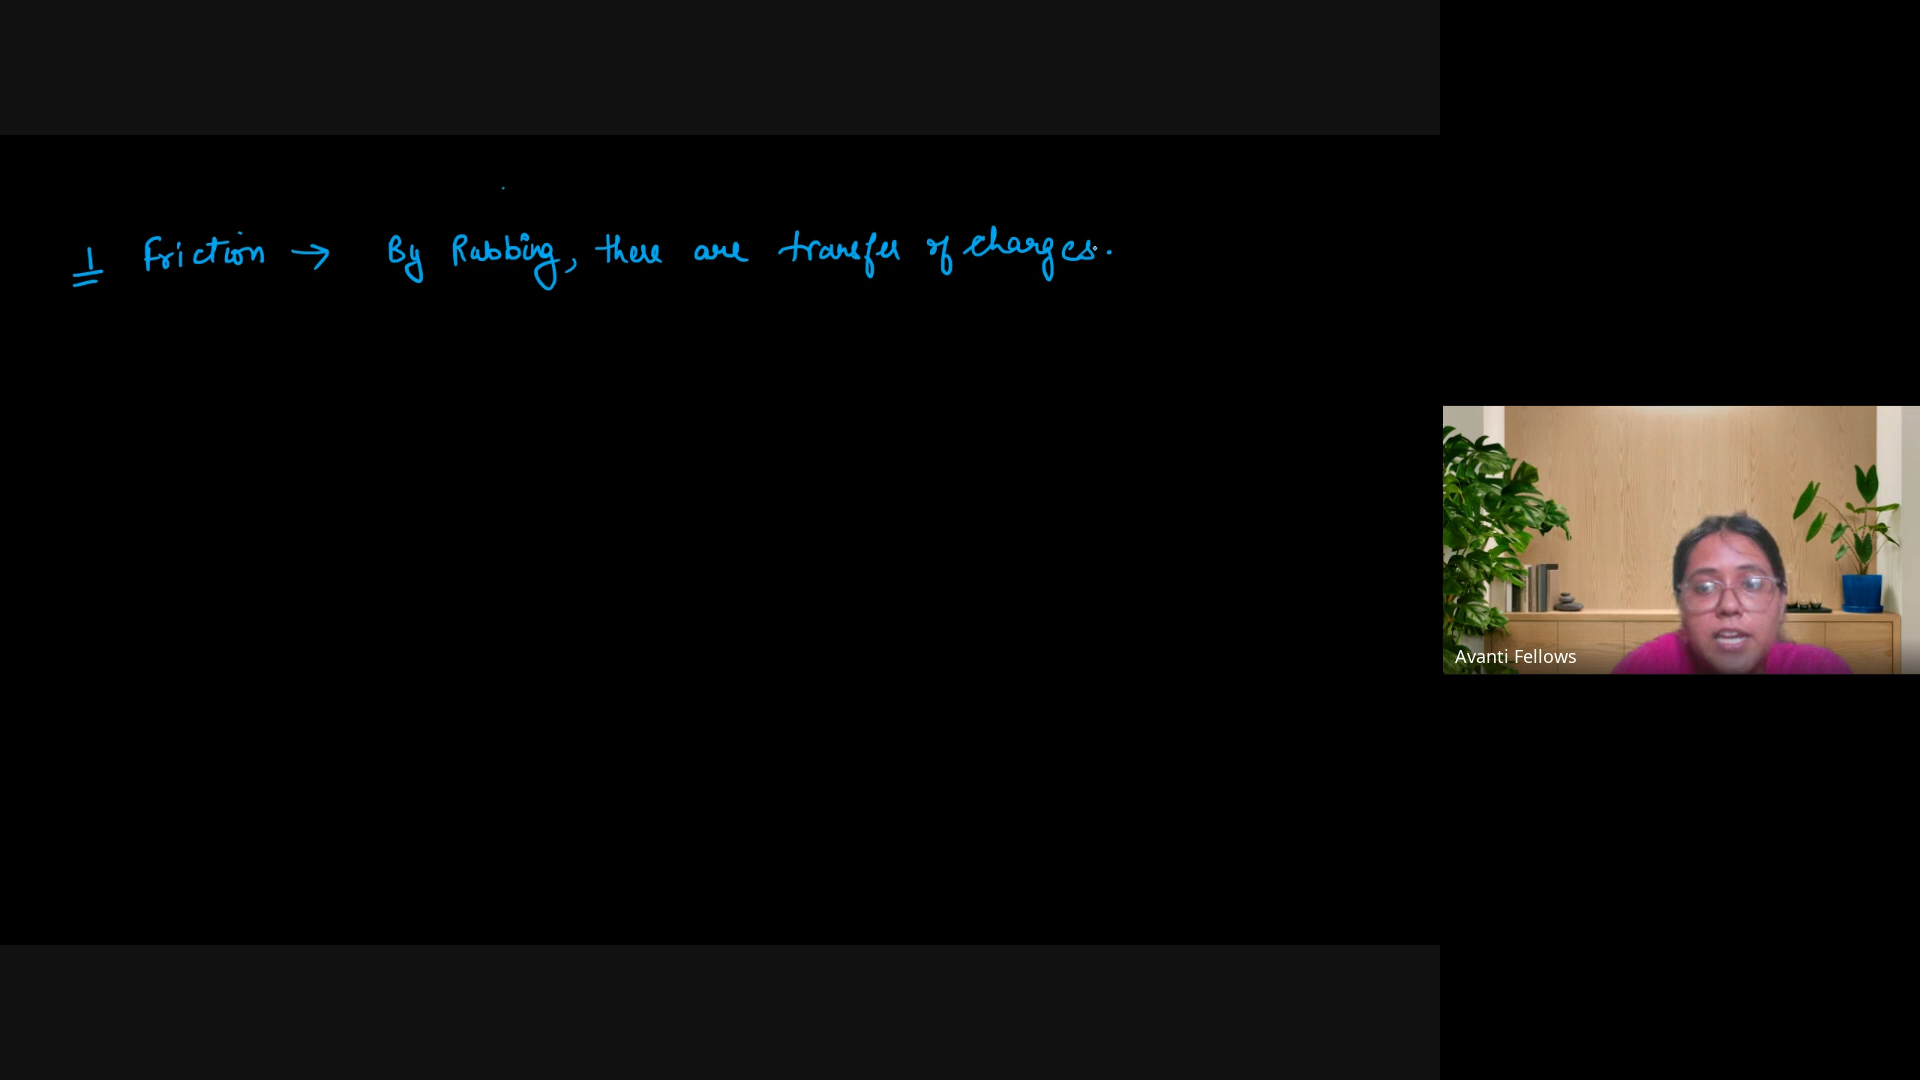 1 Friction → By Rubbing, there are transfer of charges.
Avanti Fellows